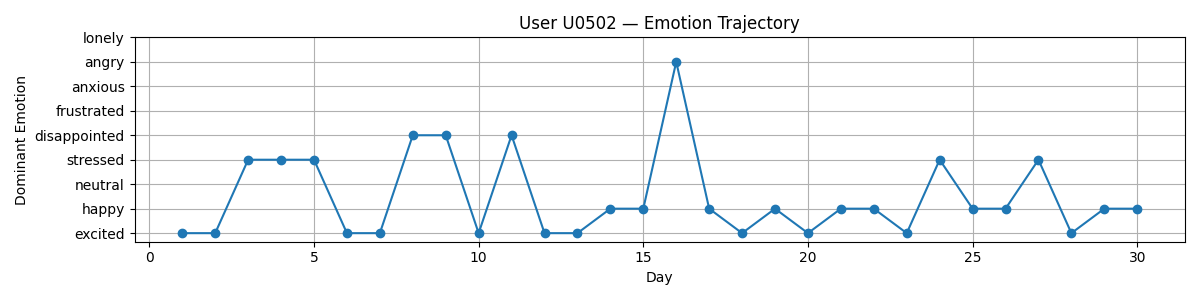 User U0502 — Emotion Trajectory
Dominant Emotion
lonely
angry
anxious
frustrated
disappointed
stressed
neutral
happy
excited
0 5 10 15 20 25 30
Day